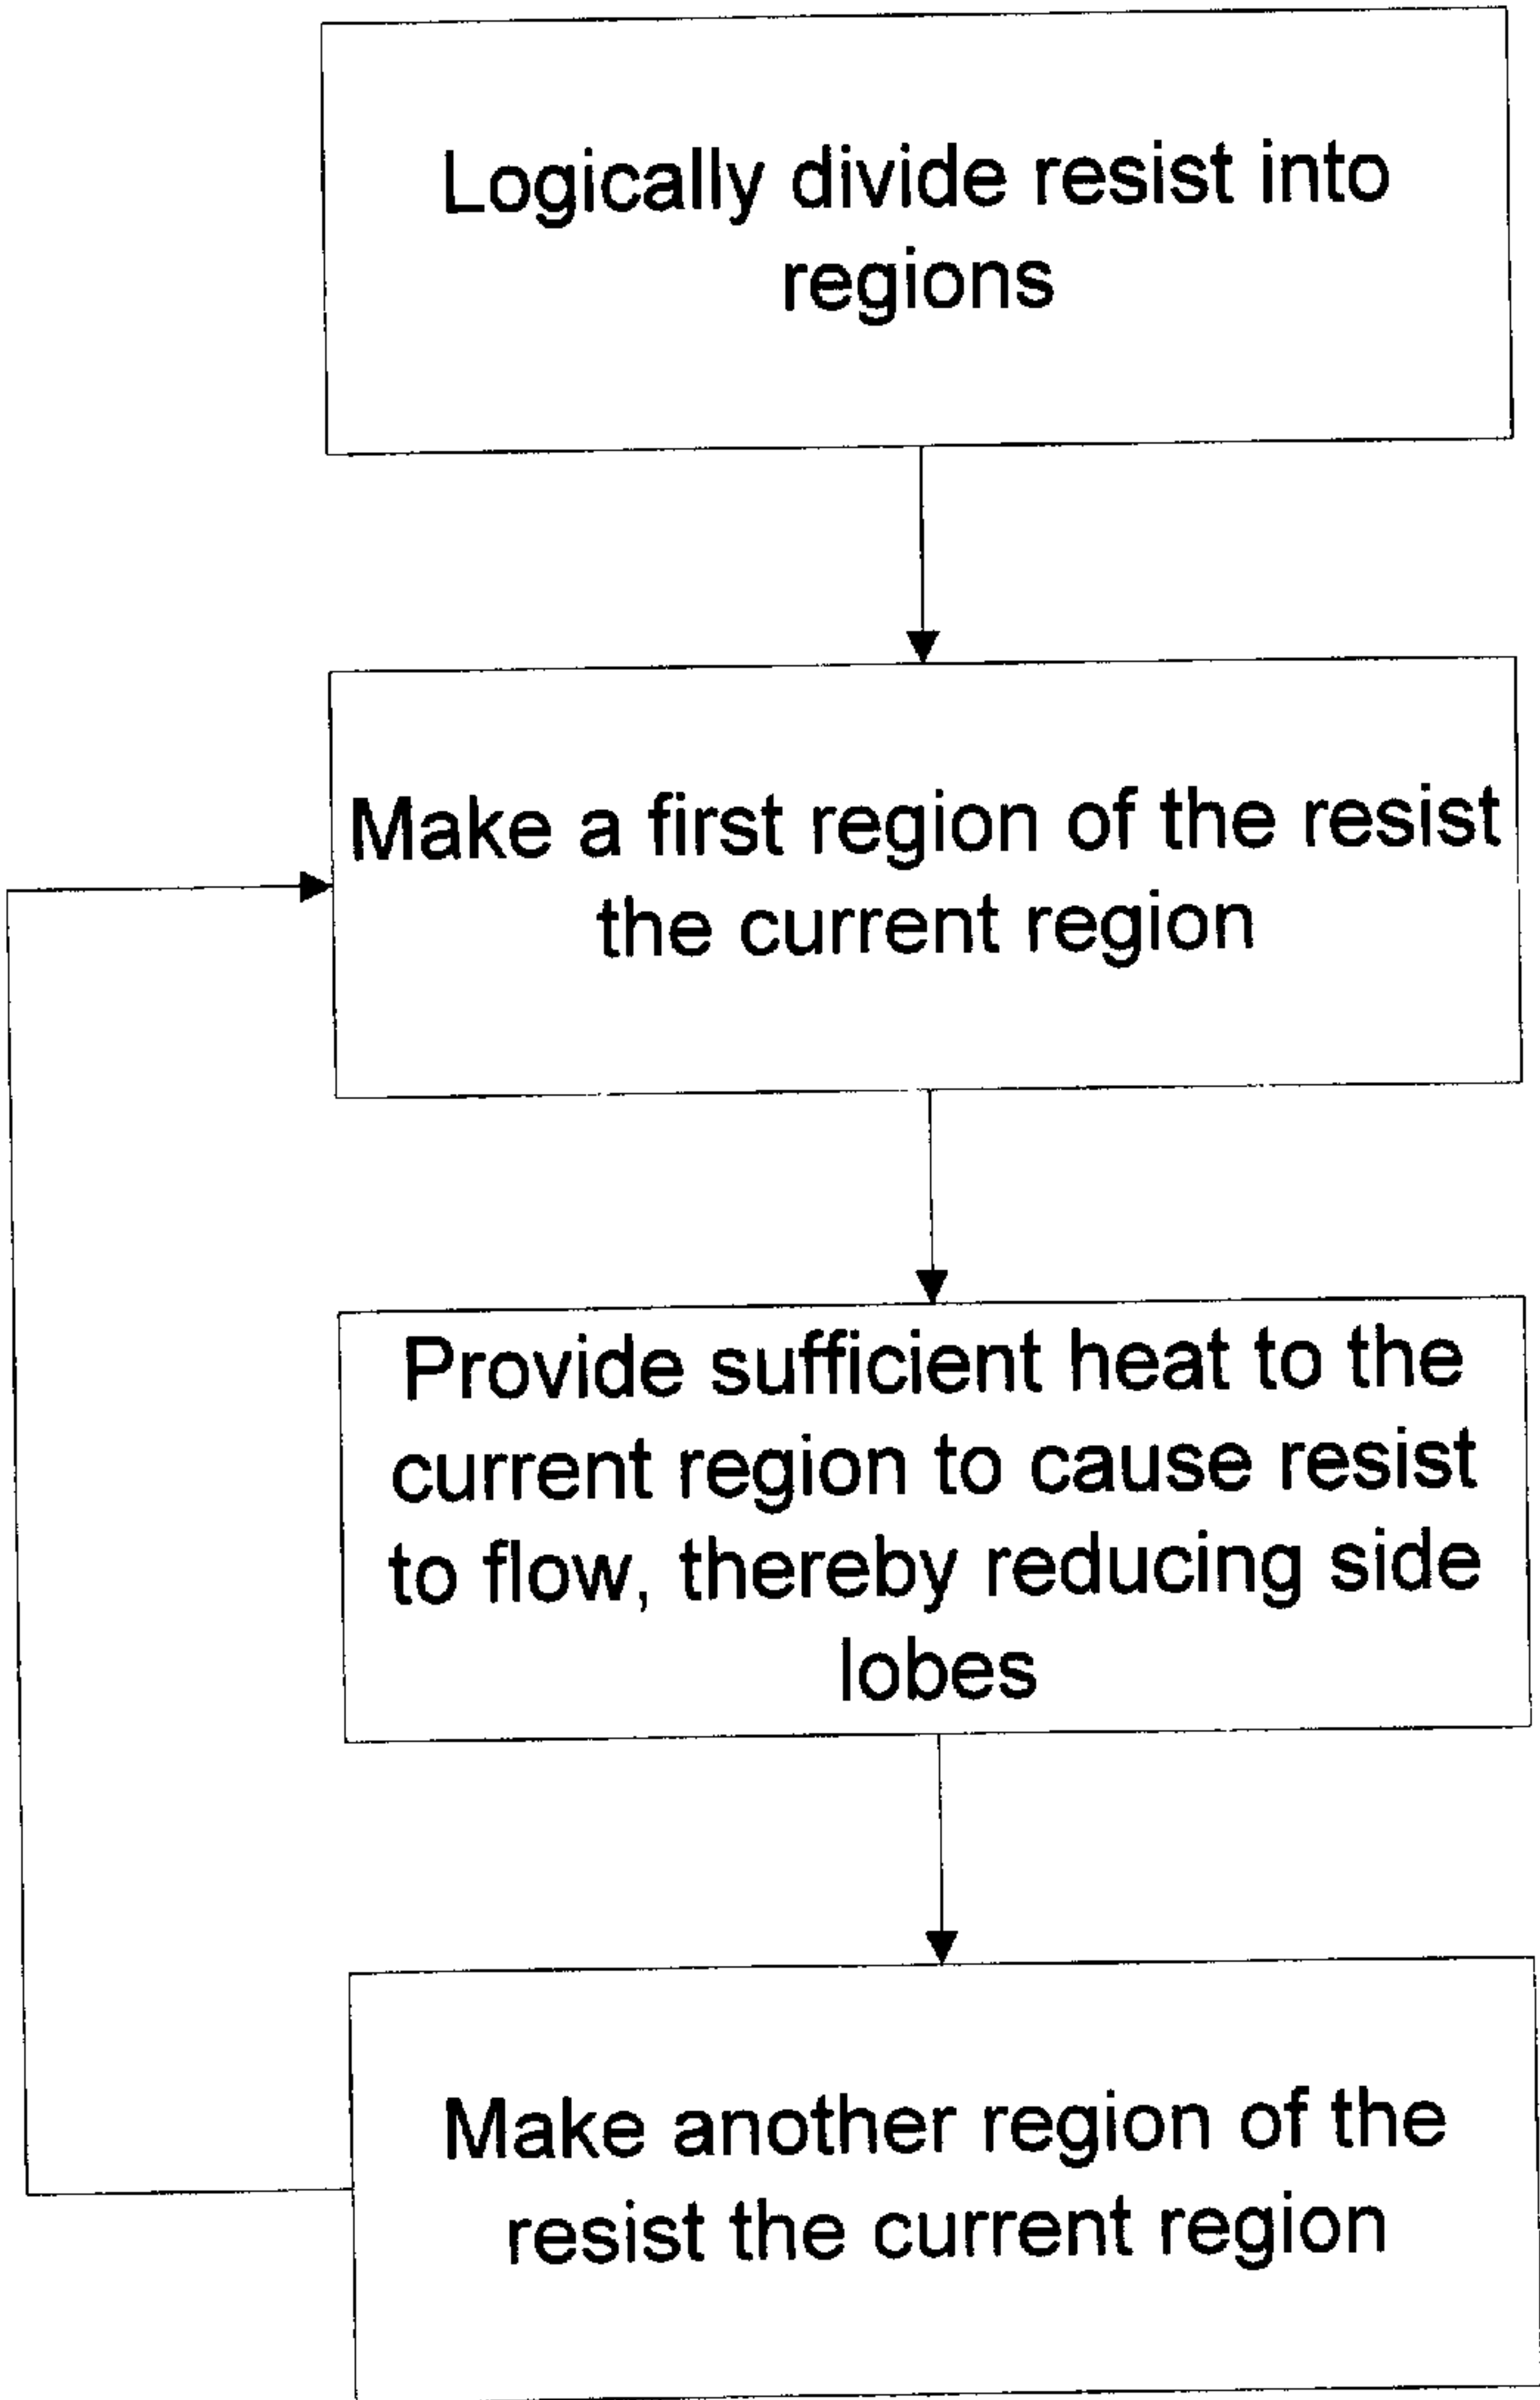 Logically divide resist into
regions
Make a first region of the resist
the current region
Provide sufficient heat to the
current region to cause resist
to flow, thereby reducing side
lobes
Make another region of the
resist the current region